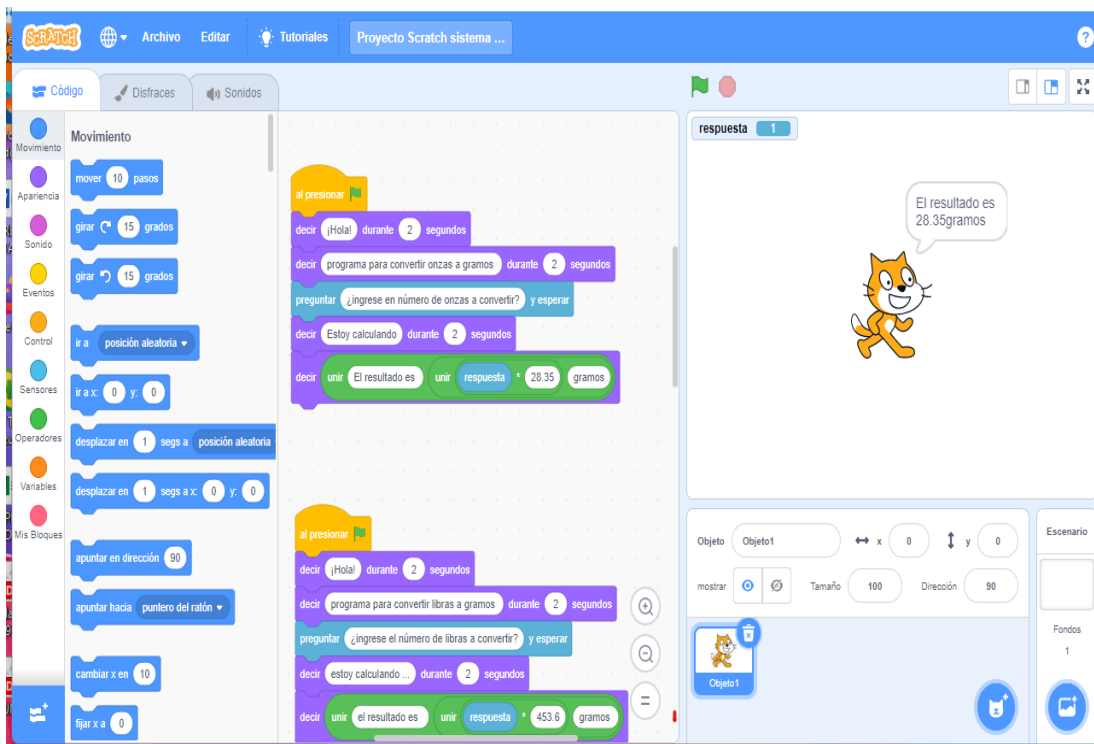 SCRATCH Archivo Editar Tutoriales Proyecto Scratch sistema ... ?
Código Disfraces Sonidos
Movimiento
Apariencia
Sonido
Eventos
Control
Sensores
Operadores
Variables
Mis Bloques
Movimiento
mover 10 pasos
girar 15 grados
girar 15 grados
ir a posición aleatoria
ir a x: 0 y: 0
desplazar en 1 segs a posición aleatoria
desplazar en 1 segs a x: 0 y: 0
apuntar en dirección 90
apuntar hacia puntero del ratón
cambiar x en 10
fijar x a 0
al presionar
decir ¡Hola! durante 2 segundos
decir programa para convertir onzas a gramos durante 2 segundos
preguntar ¿ingrese en número de onzas a convertir? y esperar
decir Estoy calculando durante 2 segundos
decir unir El resultado es unir respuesta * 28.35 gramos
al presionar
decir ¡Hola! durante 2 segundos
decir programa para convertir libras a gramos durante 2 segundos
preguntar ¿ingrese el número de libras a convertir? y esperar
decir estoy calculando ... durante 2 segundos
decir unir el resultado es unir respuesta * 453.6 gramos
respuesta 1
El resultado es
28.35gramos
Objeto Objeto1 x 0 y 0
mostrar Tamaño 100 Dirección 90
Objeto1
Escenario
Fondos
1